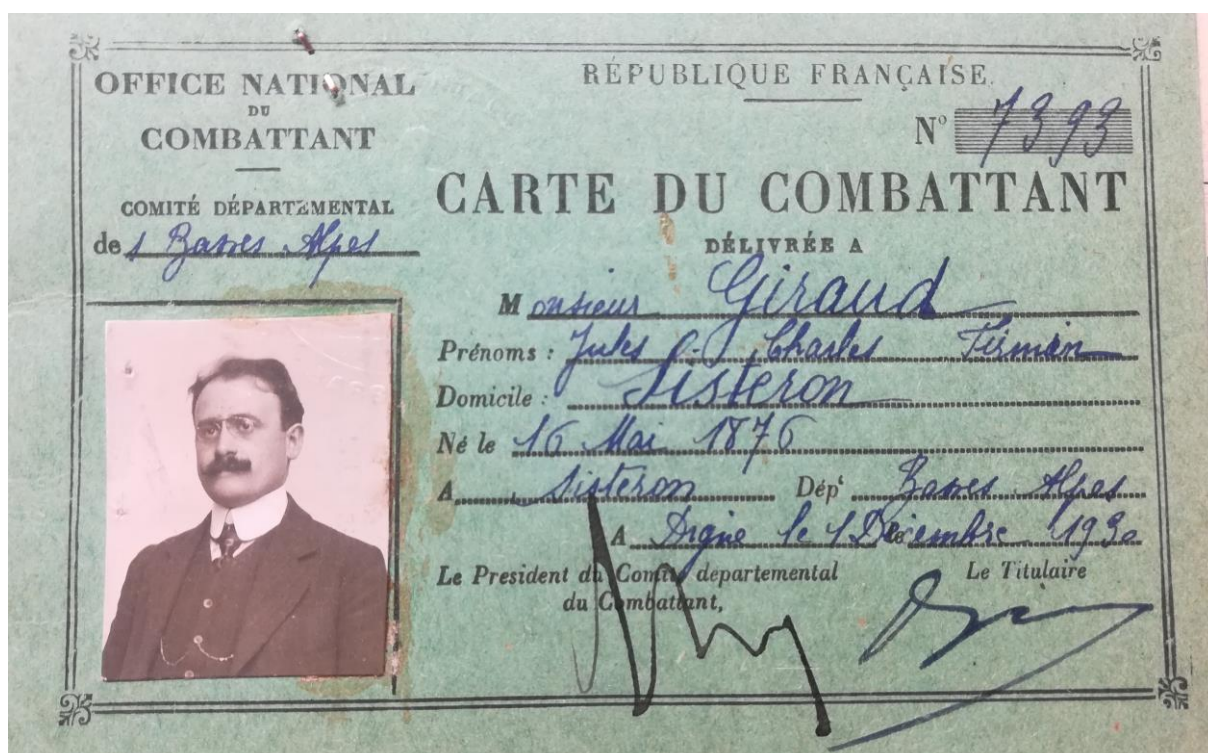 OFFICE NATIONAL
DU
COMBATTANT
COMITÉ DÉPARTEMENTAL
de s Basses Alpes
RÉPUBLIQUE FRANÇAISE.
N° 7393
CARTE DU COMBATTANT
DÉLIVRÉE A
Monsieur Giraud
Prénoms : Jules Charles Firmin
Domicile : Sisteron
Né le 16 Mai 1876
A Sisteron Dépt Basses Alpes
A Digne le 1 Décembre 1930
Le President du Comité departemental
du Combattant,
Le Titulaire